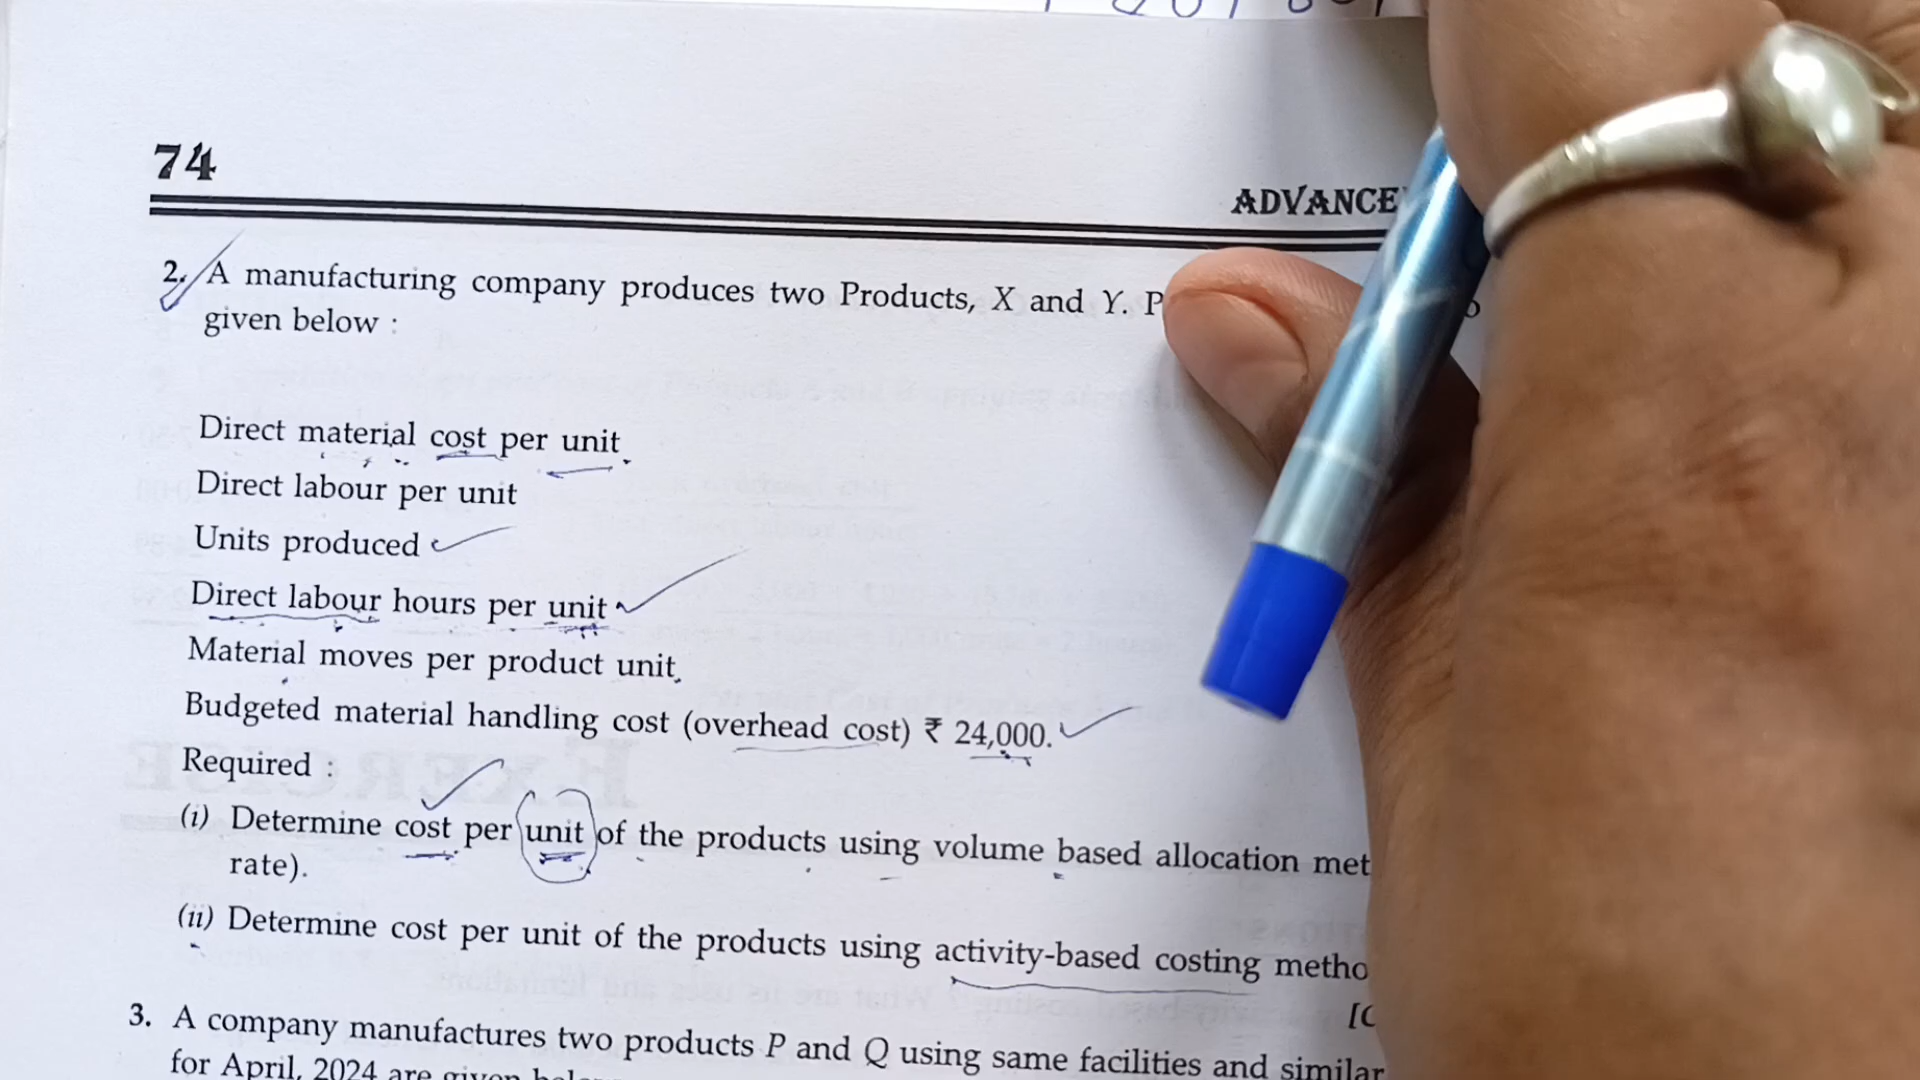 74
ADVANCE
2. A manufacturing company produces two Products, X and Y. P
given below :
Direct material cost per unit
Direct labour per unit
Units produced
Direct labour hours per unit
Material moves per product unit
Budgeted material handling cost (overhead cost) ₹ 24,000.
Required :
(i) Determine cost per unit of the products using volume based allocation met
rate).
(ii) Determine cost per unit of the products using activity-based costing metho
[C
3. A company manufactures two products P and Q using same facilities and similar
for April, 2024 are given